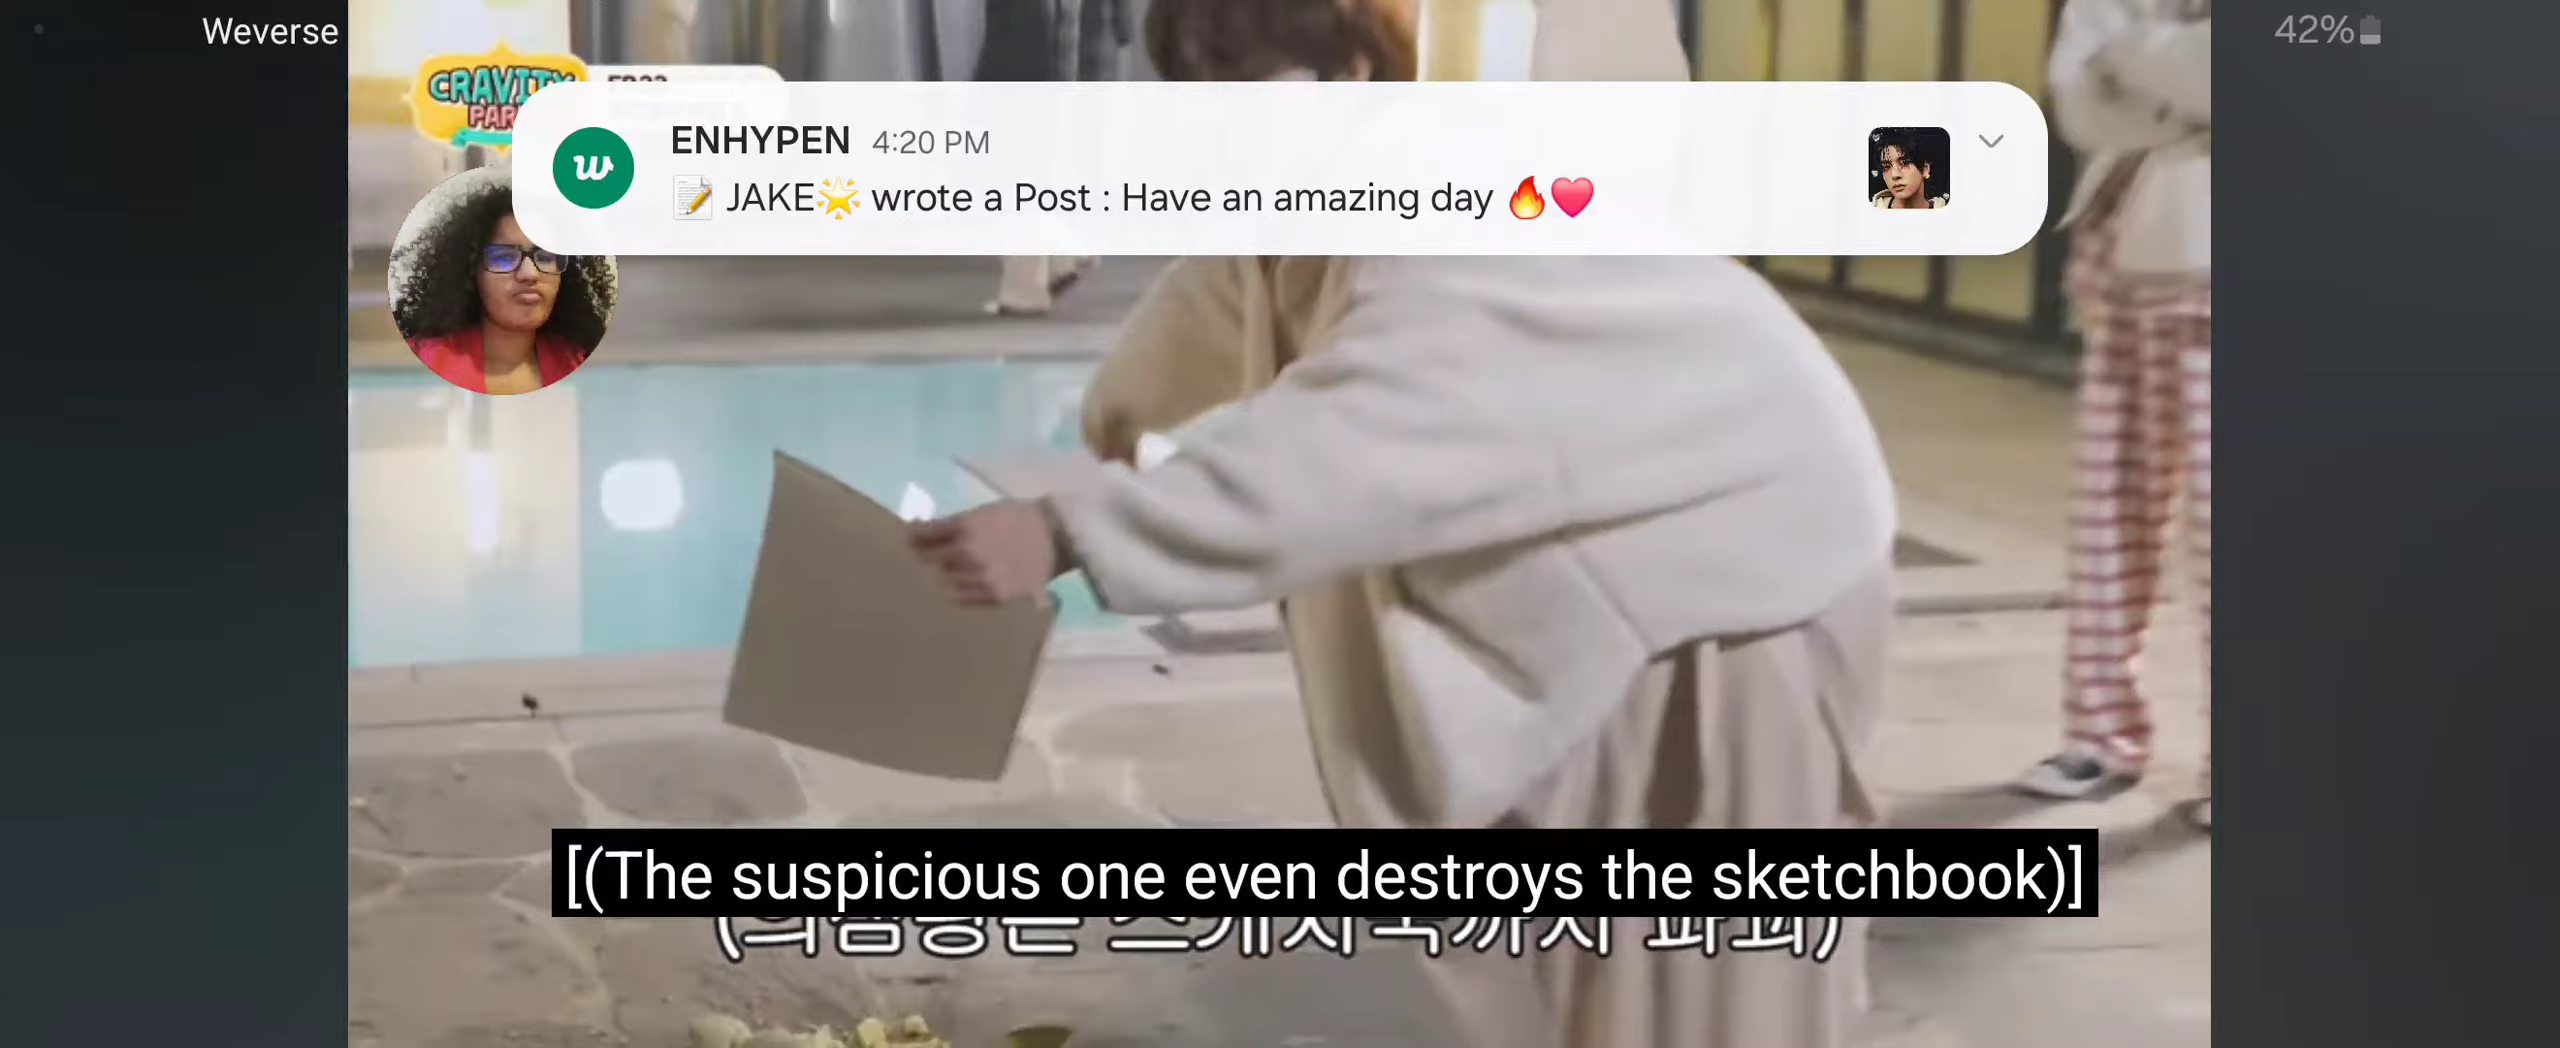 Weverse
42%
CRAVITY
ENHYPEN 4:20 PM
📝 JAKE🌟 wrote a Post : Have an amazing day 🔥❤️
[(The suspicious one even destroys the sketchbook)]